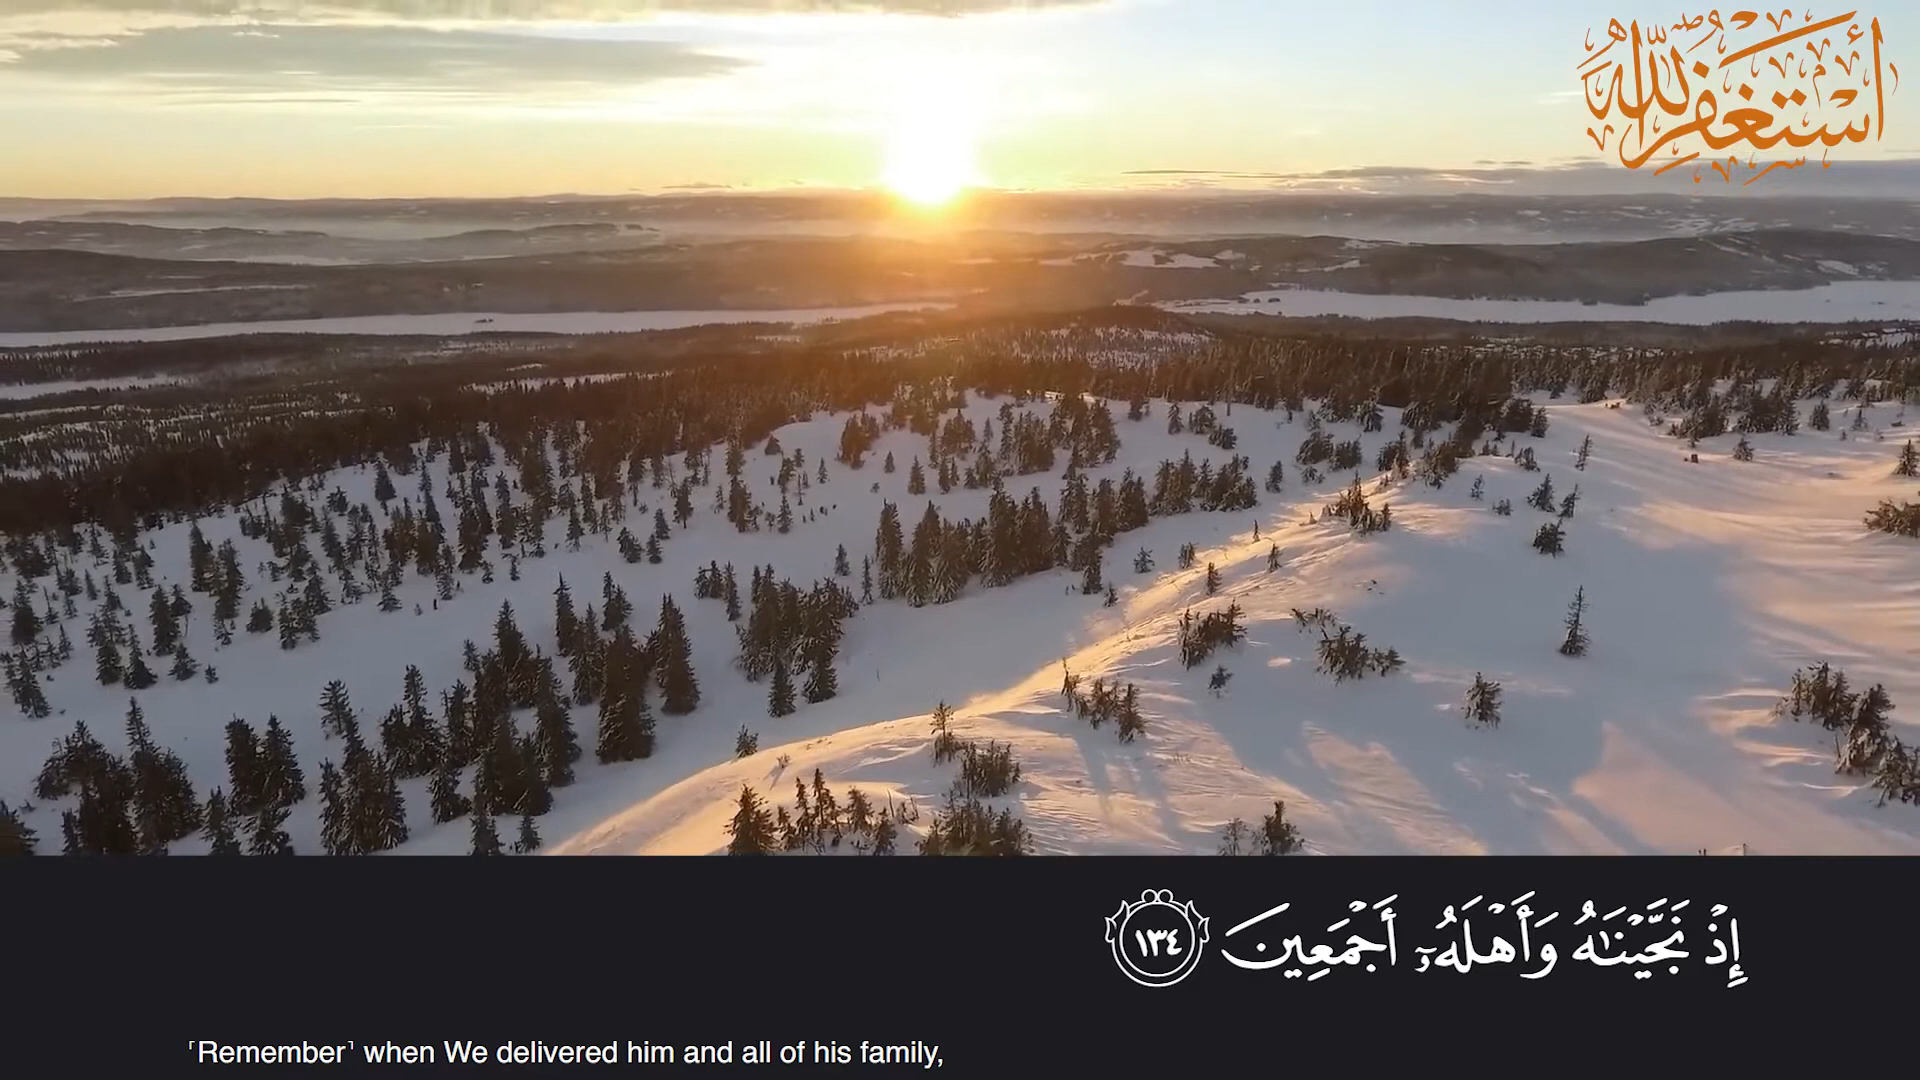 أستغفر الله
إِذْ نَجَّيْنَٰهُ وَأَهْلَهُۥٓ أَجْمَعِينَ ١٣٤
⸢Remember⸣ when We delivered him and all of his family,